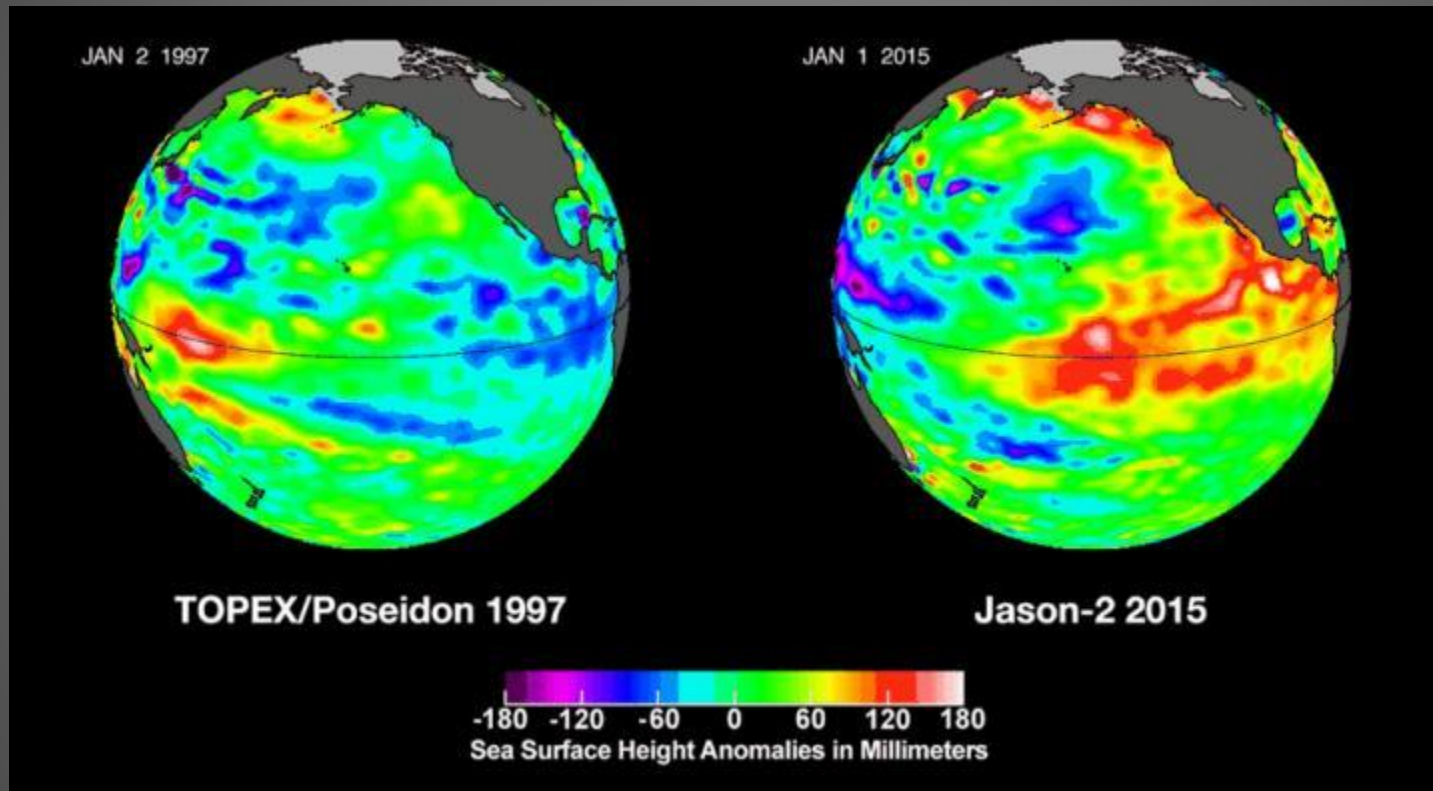 JAN 2 1997
JAN 1 2015
TOPEX/Poseidon 1997
Jason-2 2015
-180 -120 -60 0 60 120 180
Sea Surface Height Anomalies in Millimeters